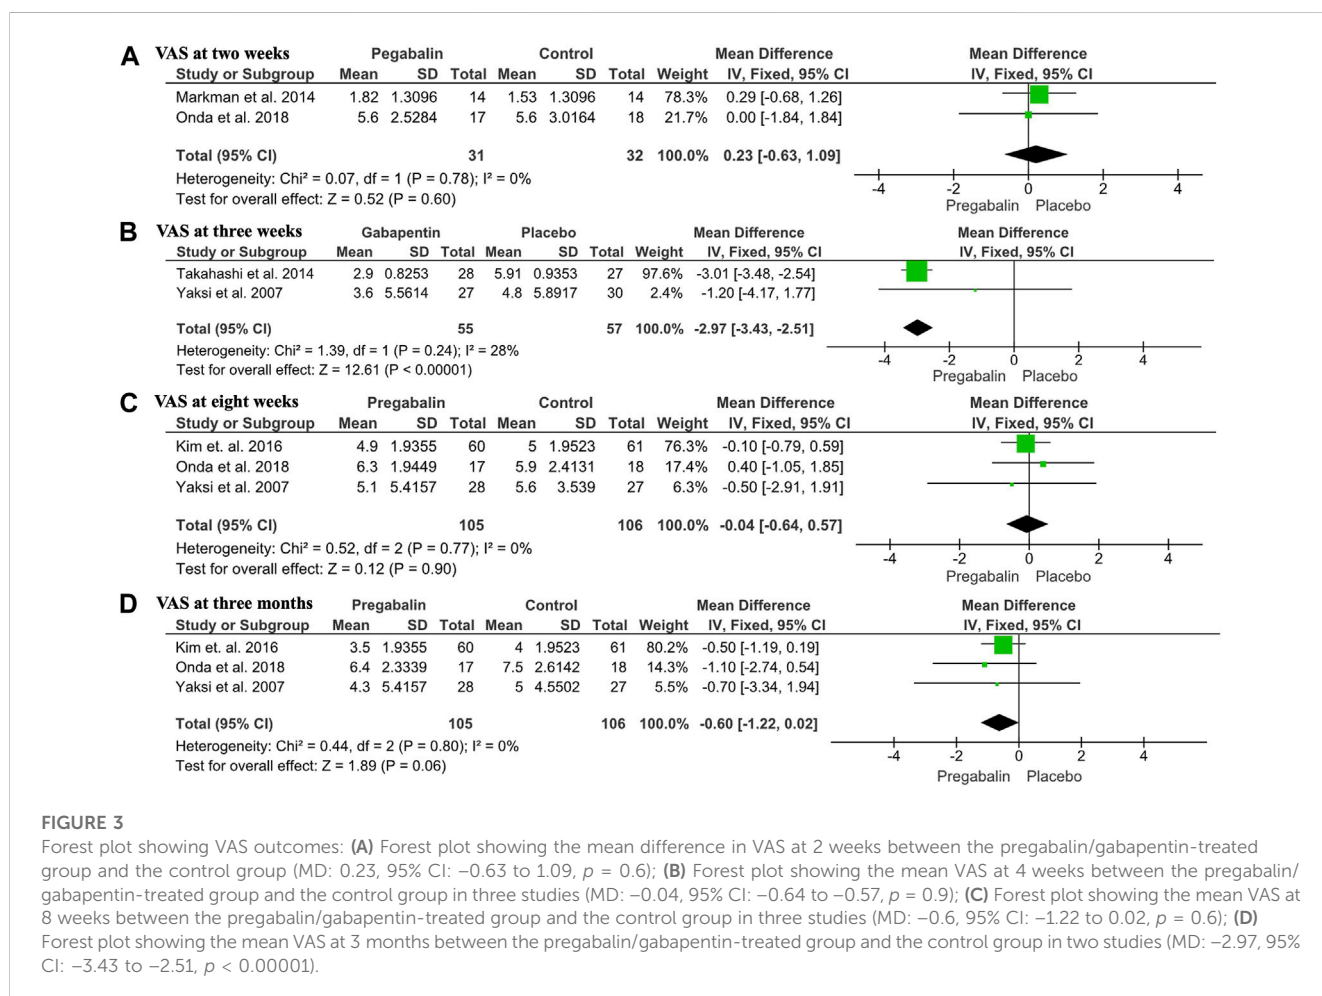 A VAS at two weeks
Pegabalin Control Mean Difference Mean Difference
Study or Subgroup Mean SD Total Mean SD Total Weight IV, Fixed, 95% CI IV, Fixed, 95% CI
Markman et al. 2014 1.82 1.3096 14 1.53 1.3096 14 78.3% 0.29 [-0.68, 1.26]
Onda et al. 2018 5.6 2.5284 17 5.6 3.0164 18 21.7% 0.00 [-1.84, 1.84]
Total (95% CI) 31 32 100.0% 0.23 [-0.63, 1.09]
Heterogeneity: Chi² = 0.07, df = 1 (P = 0.78); I² = 0%
Test for overall effect: Z = 0.52 (P = 0.60)
-4 -2 0 2 4
Pregabalin Placebo
B VAS at three weeks
Gabapentin Placebo Mean Difference Mean Difference
Study or Subgroup Mean SD Total Mean SD Total Weight IV, Fixed, 95% CI IV, Fixed, 95% CI
Takahashi et al. 2014 2.9 0.8253 28 5.91 0.9353 27 97.6% -3.01 [-3.48, -2.54]
Yaksi et al. 2007 3.6 5.5614 27 4.8 5.8917 30 2.4% -1.20 [-4.17, 1.77]
Total (95% CI) 55 57 100.0% -2.97 [-3.43, -2.51]
Heterogeneity: Chi² = 1.39, df = 1 (P = 0.24); I² = 28%
Test for overall effect: Z = 12.61 (P < 0.00001)
-4 -2 0 2 4
Pregabalin Placebo
C VAS at eight weeks
Pregabalin Control Mean Difference Mean Difference
Study or Subgroup Mean SD Total Mean SD Total Weight IV, Fixed, 95% CI IV, Fixed, 95% CI
Kim et. al. 2016 4.9 1.9355 60 5 1.9523 61 76.3% -0.10 [-0.79, 0.59]
Onda et al. 2018 6.3 1.9449 17 5.9 2.4131 18 17.4% 0.40 [-1.05, 1.85]
Yaksi et al. 2007 5.1 5.4157 28 5.6 3.539 27 6.3% -0.50 [-2.91, 1.91]
Total (95% CI) 105 106 100.0% -0.04 [-0.64, 0.57]
Heterogeneity: Chi² = 0.52, df = 2 (P = 0.77); I² = 0%
Test for overall effect: Z = 0.12 (P = 0.90)
-4 -2 0 2 4
Pregabalin Placebo
D VAS at three months
Pregabalin Control Mean Difference Mean Difference
Study or Subgroup Mean SD Total Mean SD Total Weight IV, Fixed, 95% CI IV, Fixed, 95% CI
Kim et. al. 2016 3.5 1.9355 60 4 1.9523 61 80.2% -0.50 [-1.19, 0.19]
Onda et al. 2018 6.4 2.3339 17 7.5 2.6142 18 14.3% -1.10 [-2.74, 0.54]
Yaksi et al. 2007 4.3 5.4157 28 5 4.5502 27 5.5% -0.70 [-3.34, 1.94]
Total (95% CI) 105 106 100.0% -0.60 [-1.22, 0.02]
Heterogeneity: Chi² = 0.44, df = 2 (P = 0.80); I² = 0%
Test for overall effect: Z = 1.89 (P = 0.06)
-4 -2 0 2 4
Pregabalin Placebo
FIGURE 3
Forest plot showing VAS outcomes: (A) Forest plot showing the mean difference in VAS at 2 weeks between the pregabalin/gabapentin-treated
group and the control group (MD: 0.23, 95% CI: −0.63 to 1.09, p = 0.6); (B) Forest plot showing the mean VAS at 4 weeks between the pregabalin/
gabapentin-treated group and the control group in three studies (MD: −0.04, 95% CI: −0.64 to −0.57, p = 0.9); (C) Forest plot showing the mean VAS at
8 weeks between the pregabalin/gabapentin-treated group and the control group in three studies (MD: −0.6, 95% CI: −1.22 to 0.02, p = 0.6); (D)
Forest plot showing the mean VAS at 3 months between the pregabalin/gabapentin-treated group and the control group in two studies (MD: −2.97, 95%
CI: −3.43 to −2.51, p < 0.00001).